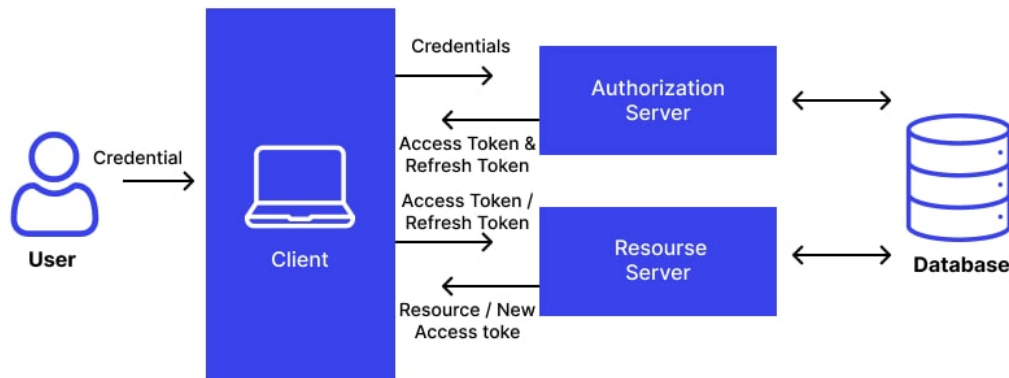 Credential
User
Client
Credentials
Access Token &
Refresh Token
Access Token /
Refresh Token
Resource / New
Access toke
Authorization
Server
Resourse
Server
Database